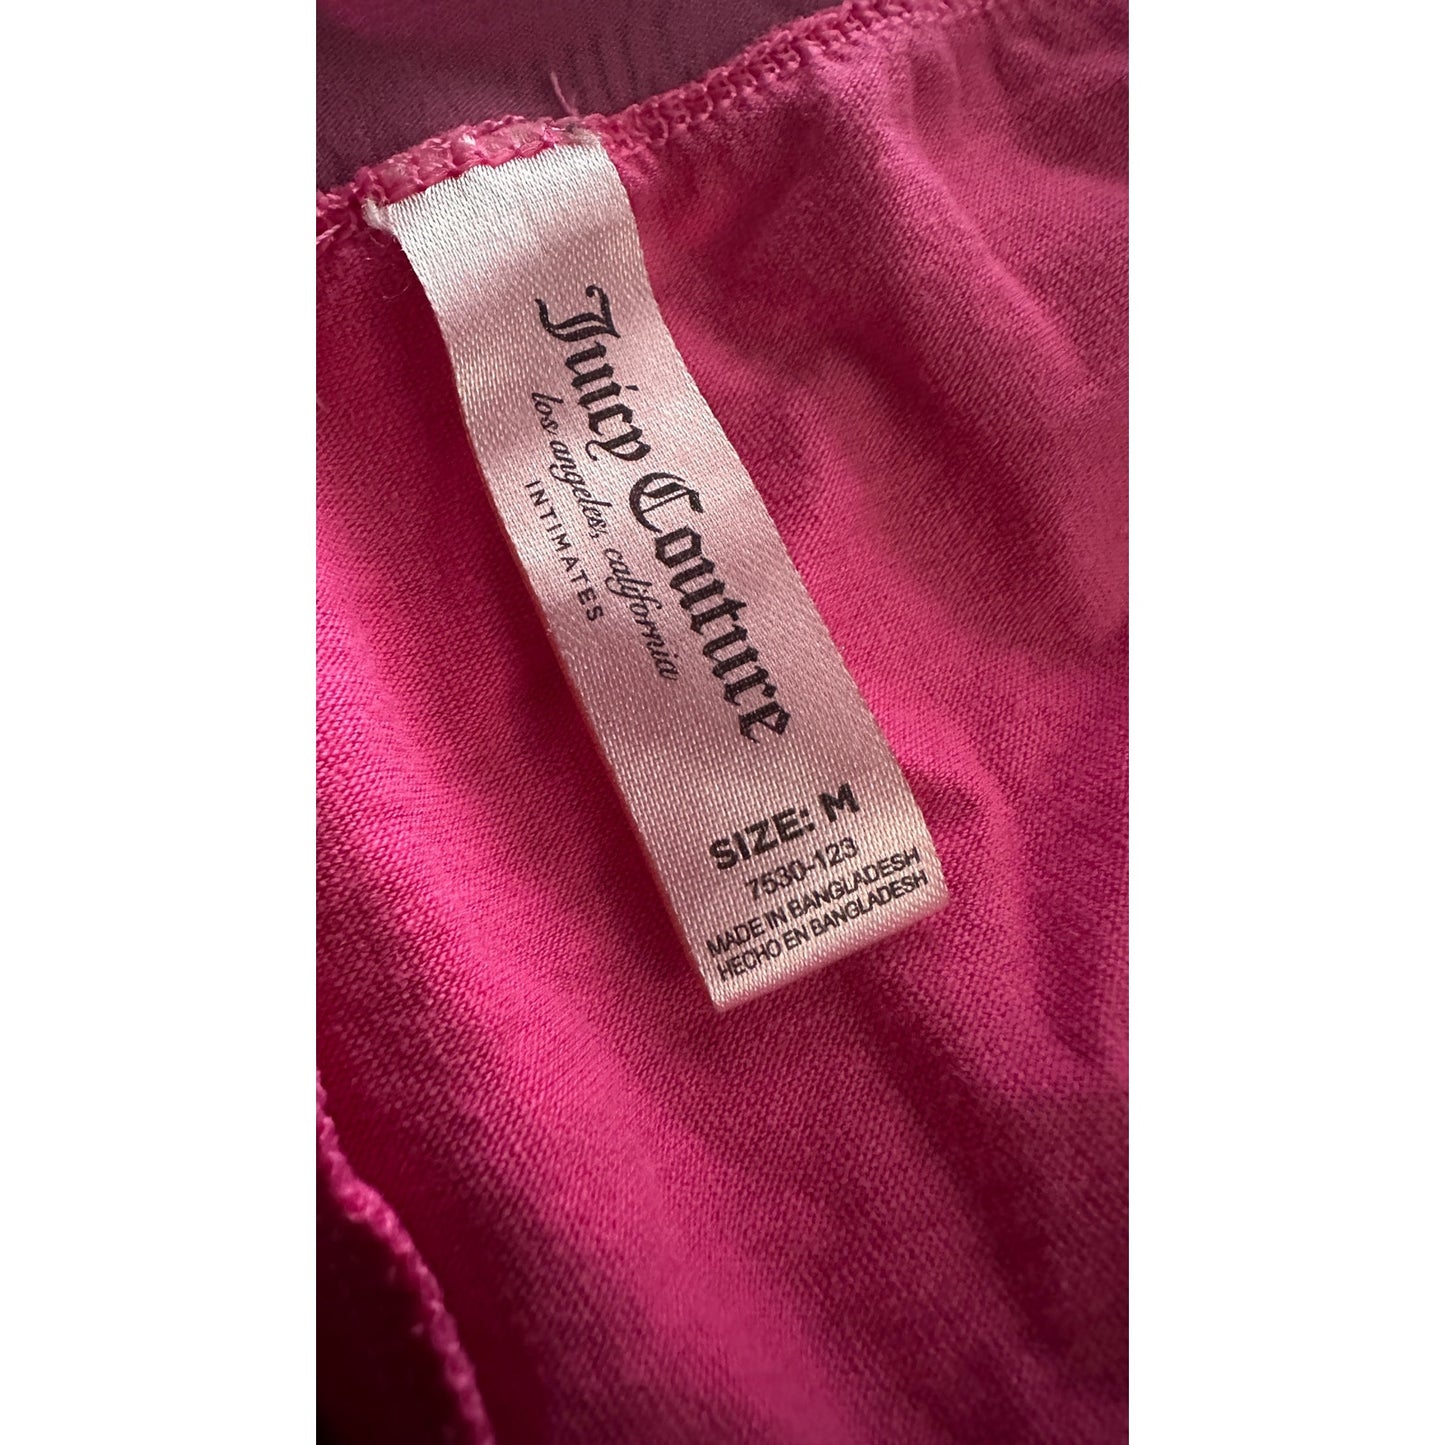 Juicy Couture
los angeles, california
INTIMATES
SIZE: M
7530-123
MADE IN BANGLADESH
HECHO EN BANGLADESH